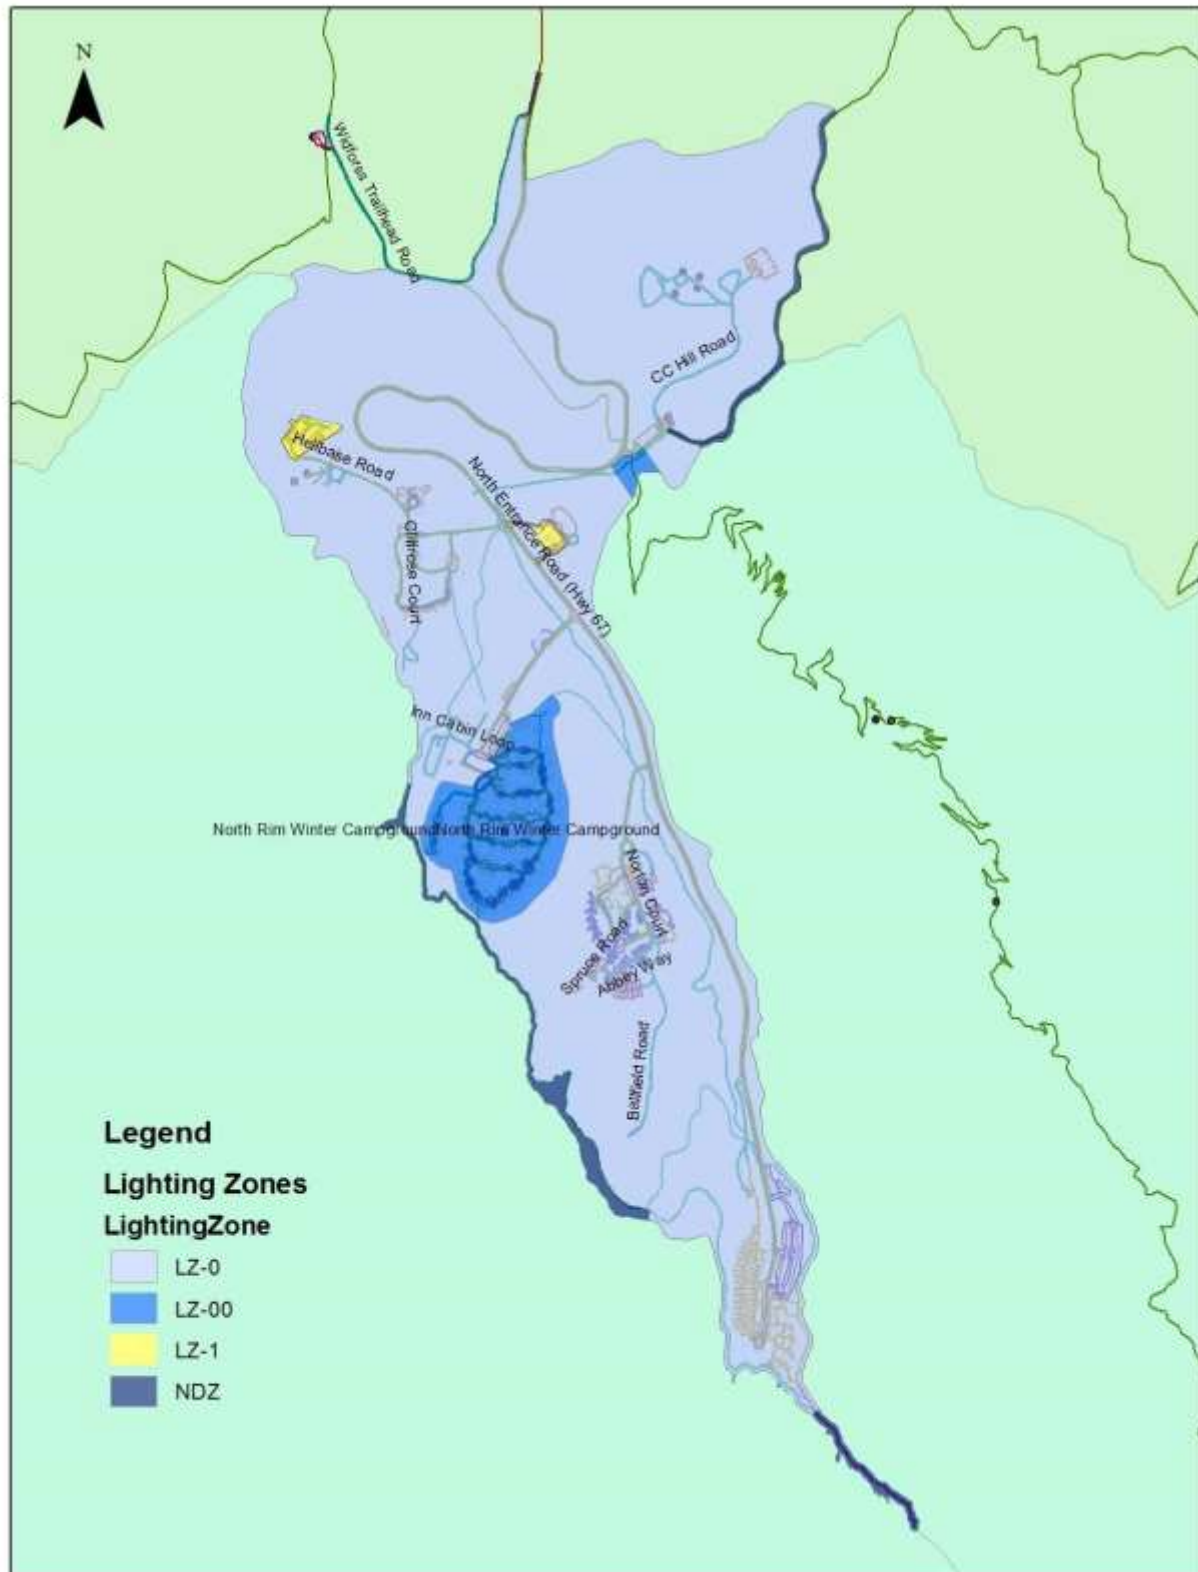 N
Widforss Trailhead Road
CC Hill Road
Helibase Road
North Entrance Road (Hwy 67)
Cliffrose Court
Inn Cabin Loop
North Rim Winter Campground
North Rim Winter Campground
Norton Court
Spruce Road
Abbey Way
Ballfield Road
Legend
Lighting Zones
LightingZone
LZ-0
LZ-00
LZ-1
NDZ